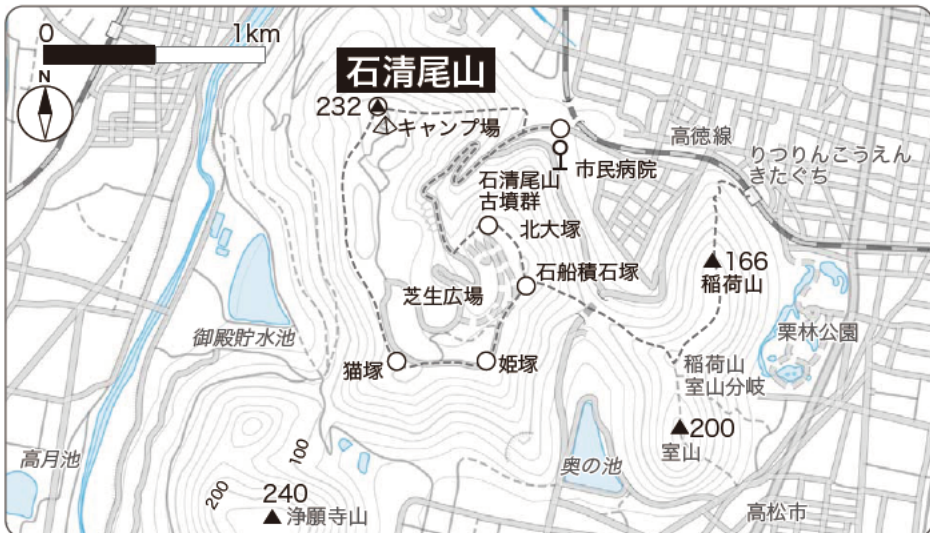 0 1km
N
石清尾山
232
キャンプ場
高徳線
りつりんこうえん
きたぐち
市民病院
石清尾山
古墳群
北大塚
166
稲荷山
石船積石塚
芝生広場
栗林公園
御殿貯水池
猫塚
姫塚
稲荷山
室山分岐
200
室山
高月池
100
200
奥の池
240
浄願寺山
高松市